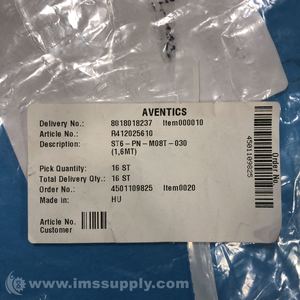 AVENTICS
Delivery No.: 8018018237 Item000010
Article No.: R412025610
Description: ST6-PN-M08T-030
(1,6MT)
Pick Quantity: 16 ST
Total Delivery Qty.: 16 ST
Order No.: 4501109825 Item0020
Made in: HU
Article No.
Customer
Order No.
4501109825
© www.imssupply.com/